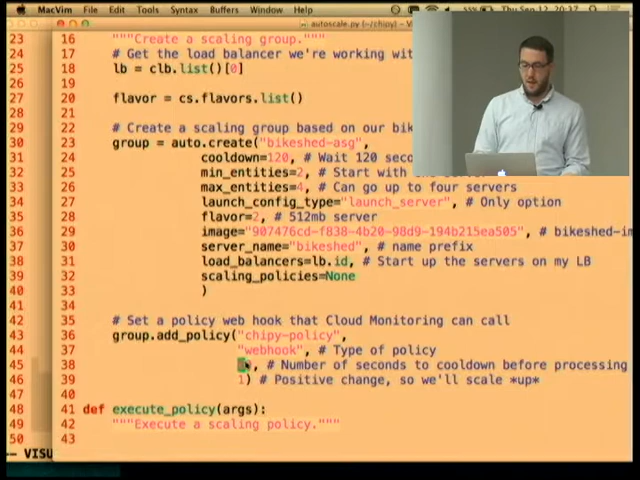 MacVim File Edit Tools Syntax Buffers Window Help 55% Thu Sep 12 20:37
autoscale.py (~/chipy) - V
23 16 """Create a scaling group."""
24 17 # Get the load balancer we're working wit
25 18 lb = clb.list()[0]
26 19
27 20 flavor = cs.flavors.list()
28 21
29 22 # Create a scaling group based on our bik
30 23 group = auto.create("bikeshed-asg",
31 24 cooldown=120, # Wait 120 seco
32 25 min_entities=2, # Start with
33 26 max_entities=4, # Can go up to four servers
34 27 launch_config_type="launch_server", # Only option
35 28 flavor=2, # 512mb server
36 29 image="907476cd-f838-4b20-98d9-194b215ea505", # bikeshed-im
37 30 server_name="bikeshed", # name prefix
38 31 load_balancers=lb.id, # Start up the servers on my LB
39 32 scaling_policies=None
40 33 )
41 34
42 35 # Set a policy web hook that Cloud Monitoring can call
43 36 group.add_policy("chipy-policy",
44 37 "webhook", # Type of policy
45 38 , # Number of seconds to cooldown before processing
46 39 1) # Positive change, so we'll scale *up*
47 40
48 41 def execute_policy(args):
49 42 """Execute a scaling policy."""
50 43
-- VISU